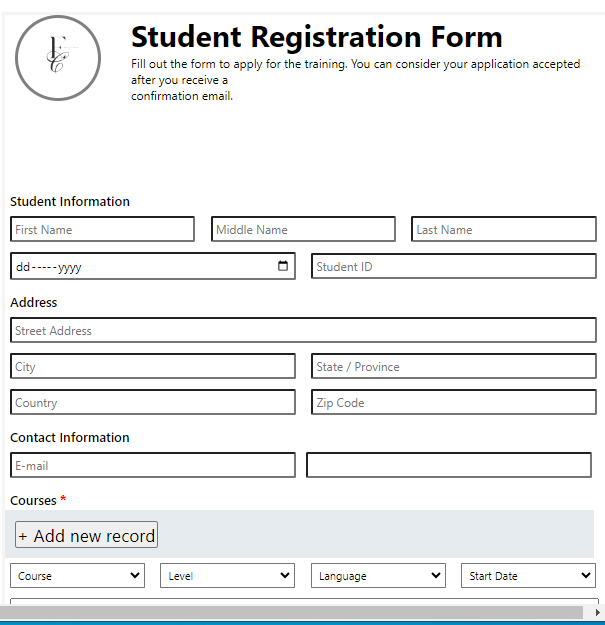 FC
Student Registration Form
Fill out the form to apply for the training. You can consider your application accepted
after you receive a
confirmation email.
Student Information
First Name Middle Name Last Name
dd-----yyyy Student ID
Address
Street Address
City State / Province
Country Zip Code
Contact Information
E-mail
Courses *
+ Add new record
Course Level Language Start Date